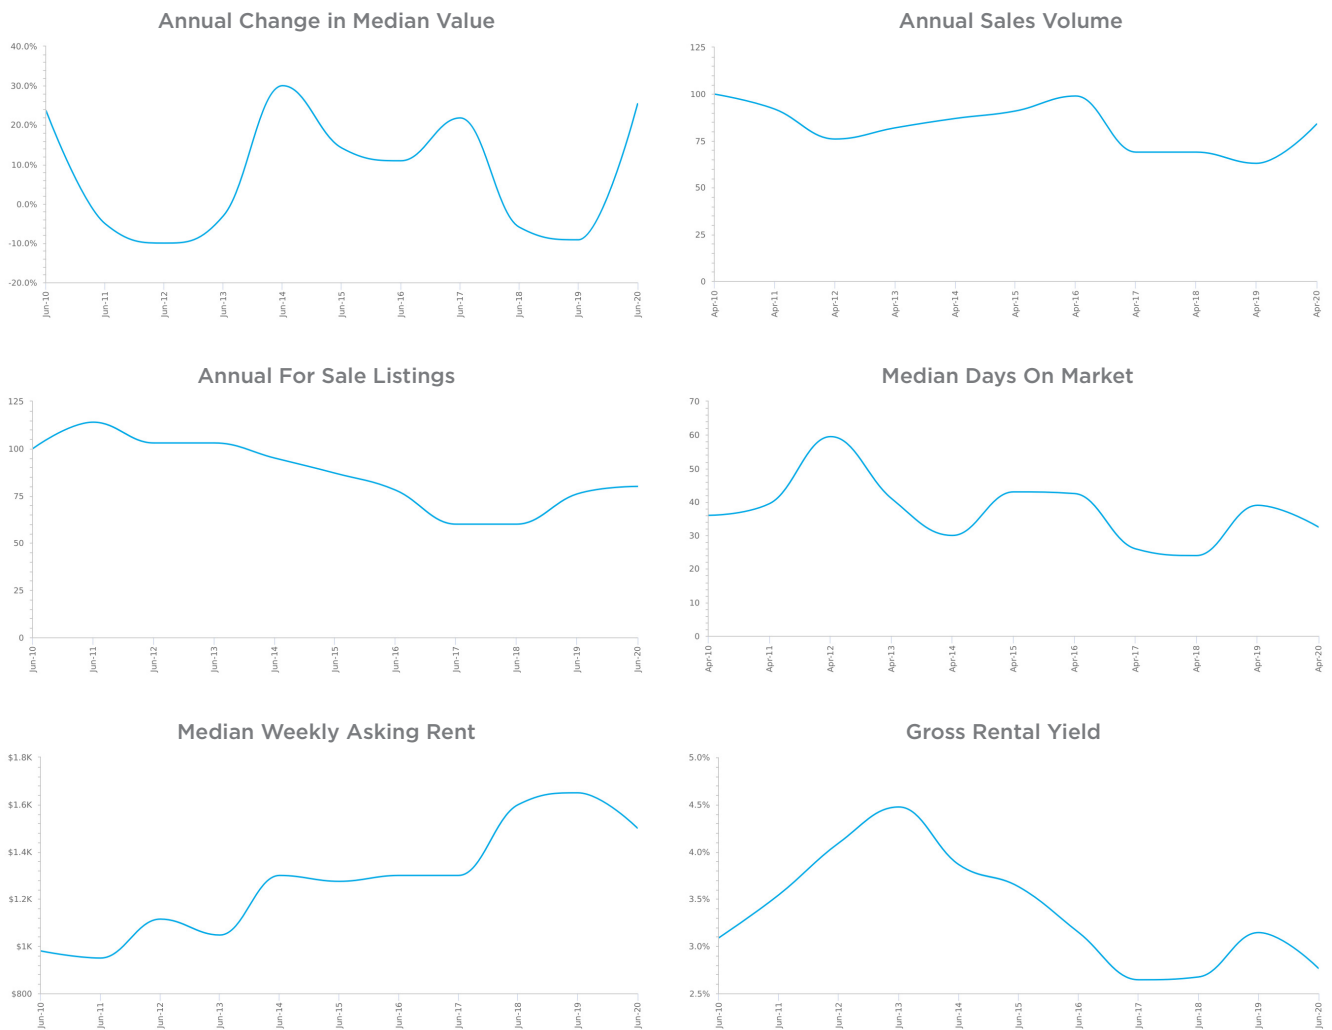 Annual Change in Median Value
40.0%
30.0%
20.0%
10.0%
0.0%
-10.0%
-20.0%
Jun-10
Jun-11
Jun-12
Jun-13
Jun-14
Jun-15
Jun-16
Jun-17
Jun-18
Jun-19
Jun-20
Annual Sales Volume
125
100
75
50
25
0
Apr-10
Apr-11
Apr-12
Apr-13
Apr-14
Apr-15
Apr-16
Apr-17
Apr-18
Apr-19
Apr-20
Annual For Sale Listings
125
100
75
50
25
0
Jun-10
Jun-11
Jun-12
Jun-13
Jun-14
Jun-15
Jun-16
Jun-17
Jun-18
Jun-19
Jun-20
Median Days On Market
70
60
50
40
30
20
10
0
Apr-10
Apr-11
Apr-12
Apr-13
Apr-14
Apr-15
Apr-16
Apr-17
Apr-18
Apr-19
Apr-20
Median Weekly Asking Rent
$1.8K
$1.6K
$1.4K
$1.2K
$1K
$800
Jun-10
Jun-11
Jun-12
Jun-13
Jun-14
Jun-15
Jun-16
Jun-17
Jun-18
Jun-19
Jun-20
Gross Rental Yield
5.0%
4.5%
4.0%
3.5%
3.0%
2.5%
Jun-10
Jun-11
Jun-12
Jun-13
Jun-14
Jun-15
Jun-16
Jun-17
Jun-18
Jun-19
Jun-20